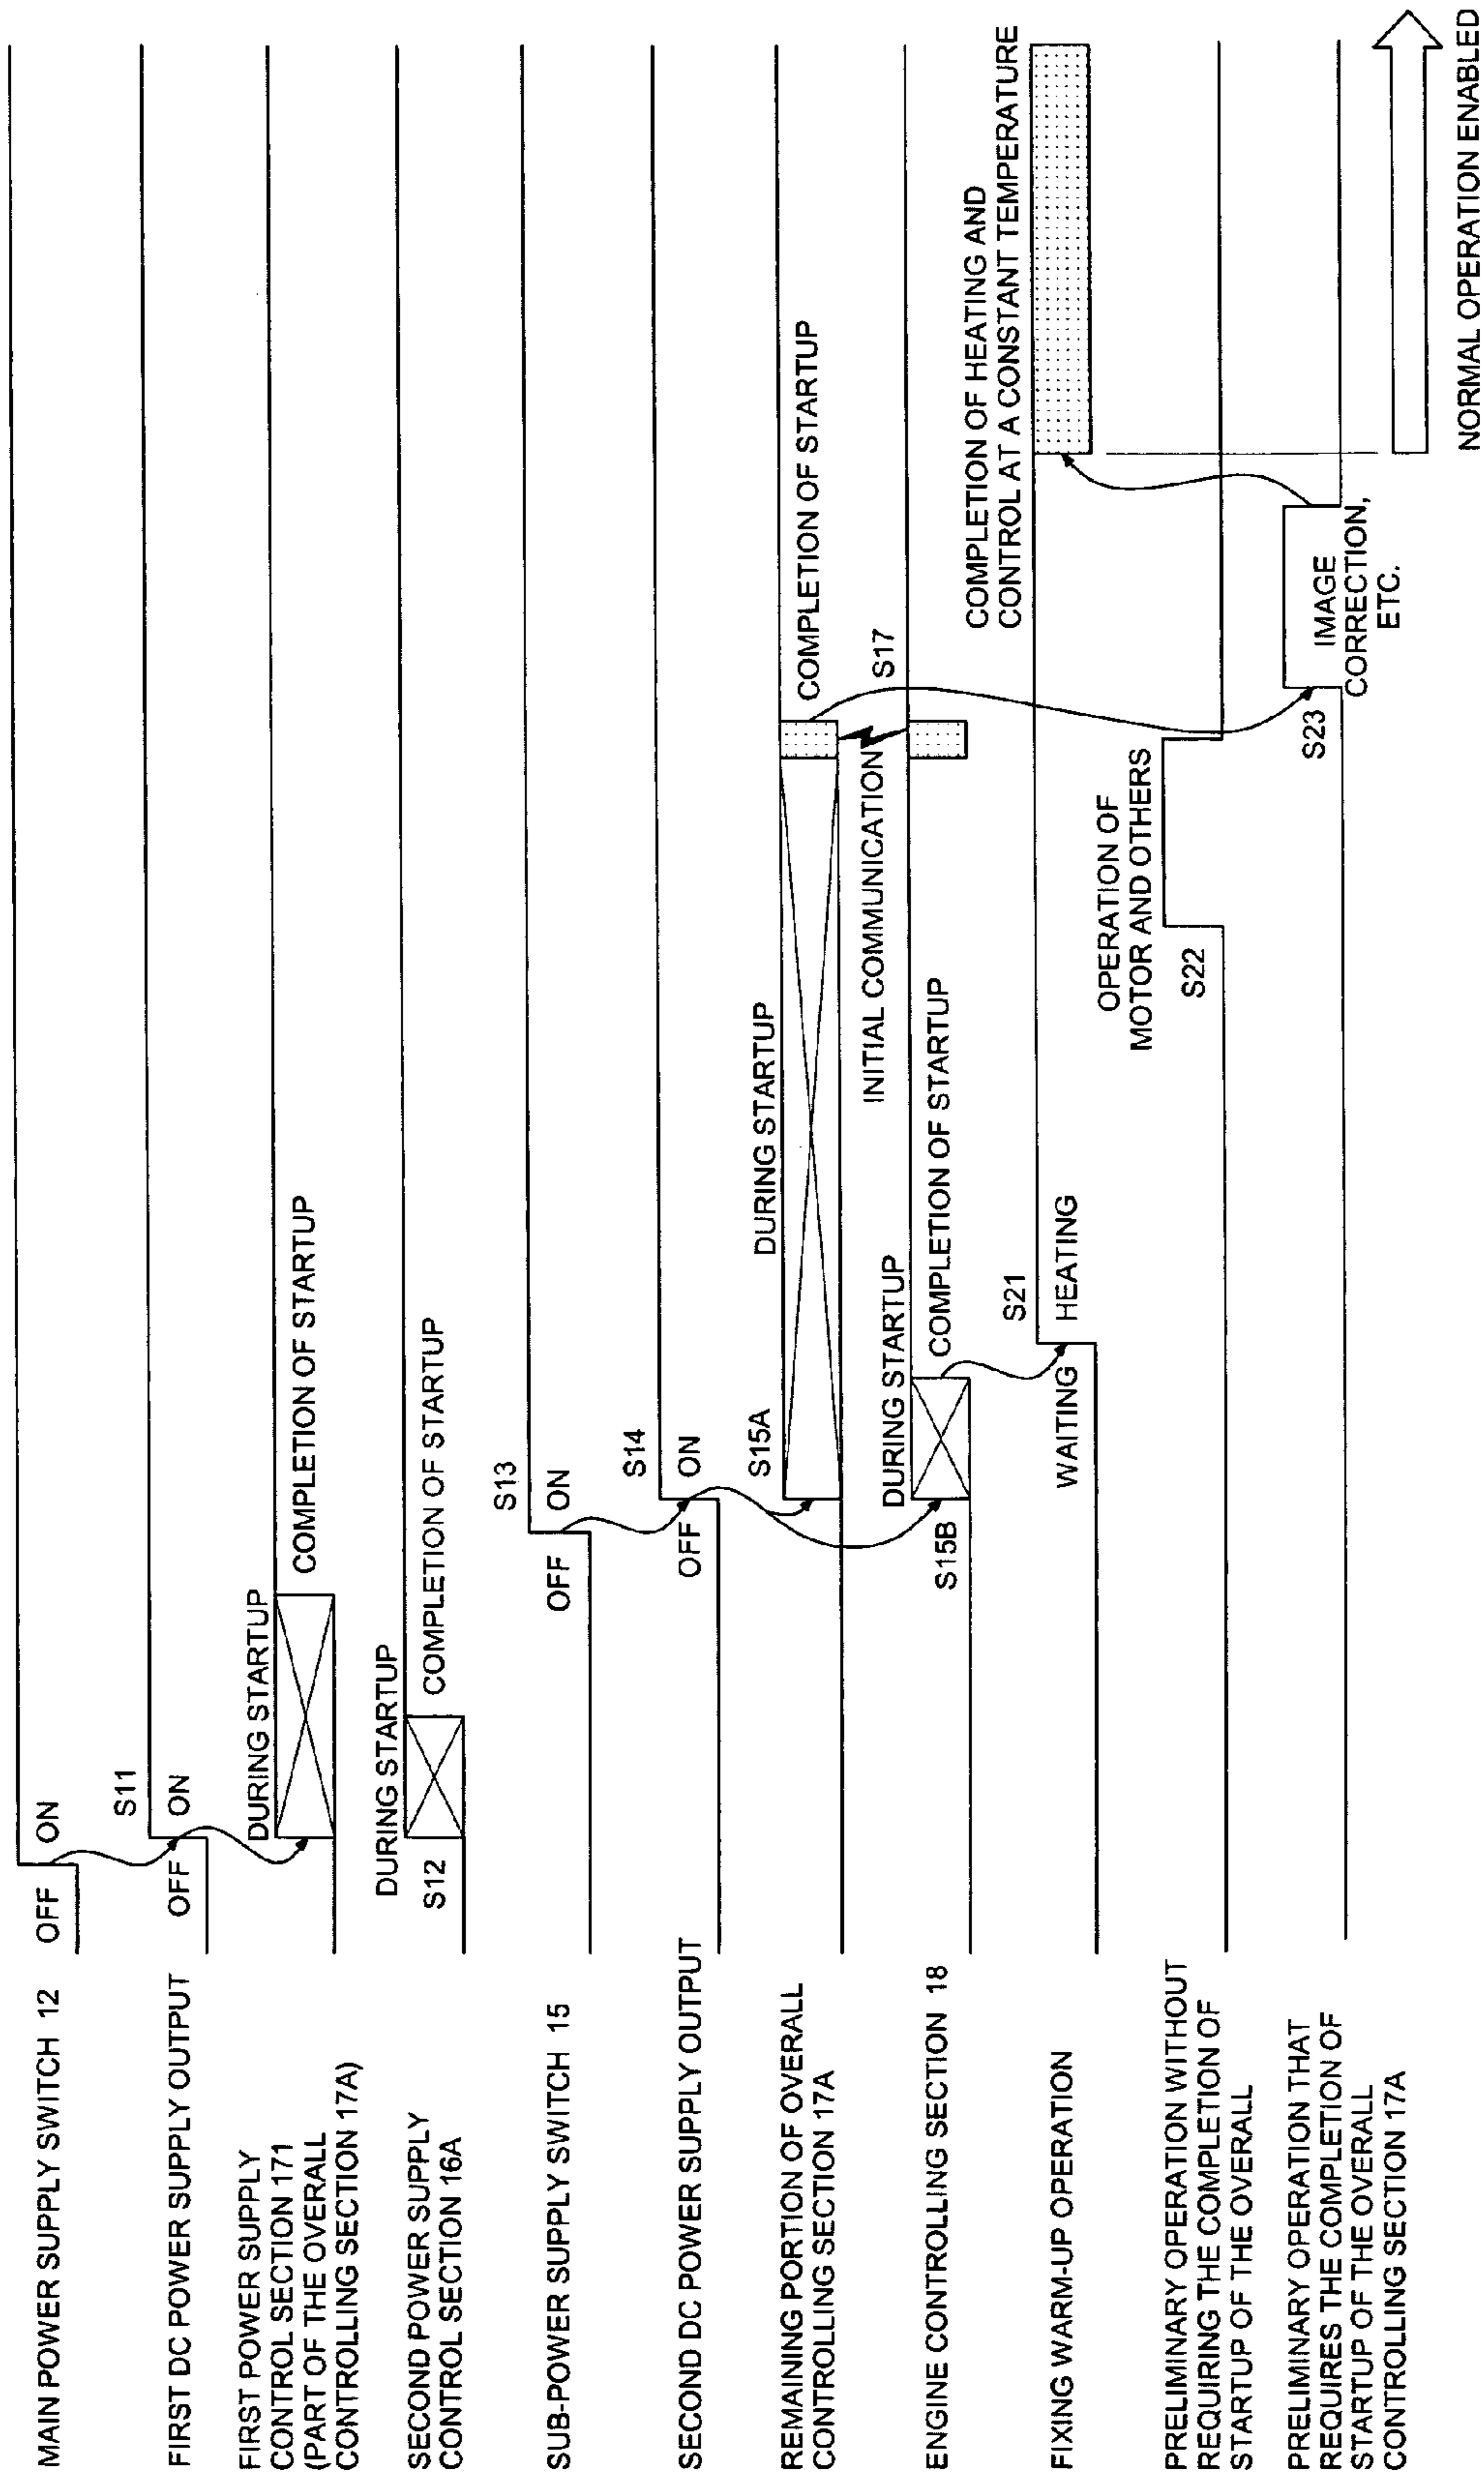 MAIN POWER SUPPLY SWITCH 12
OFF
ON
FIRST DC POWER SUPPLY OUTPUT
OFF
ON
S11
FIRST POWER SUPPLY
CONTROL SECTION 171
(PART OF THE OVERALL
CONTROLLING SECTION 17A)
DURING STARTUP
COMPLETION OF STARTUP
SECOND POWER SUPPLY
CONTROL SECTION 16A
S12
DURING STARTUP
COMPLETION OF STARTUP
SUB-POWER SUPPLY SWITCH 15
OFF
ON
S13
SECOND DC POWER SUPPLY OUTPUT
OFF
ON
S14
REMAINING PORTION OF OVERALL
CONTROLLING SECTION 17A
S15A
DURING STARTUP
COMPLETION OF STARTUP
INITIAL COMMUNICATION
S17
ENGINE CONTROLLING SECTION 18
S15B
DURING STARTUP
COMPLETION OF STARTUP
FIXING WARM-UP OPERATION
WAITING
HEATING
S21
COMPLETION OF HEATING AND
CONTROL AT A CONSTANT TEMPERATURE
PRELIMINARY OPERATION WITHOUT
REQUIRING THE COMPLETION OF
STARTUP OF THE OVERALL
S22
OPERATION OF
MOTOR AND OTHERS
PRELIMINARY OPERATION THAT
REQUIRES THE COMPLETION OF
STARTUP OF THE OVERALL
CONTROLLING SECTION 17A
S23
IMAGE
CORRECTION,
ETC.
NORMAL OPERATION ENABLED